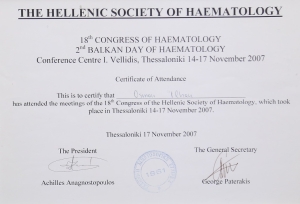 THE HELLENIC SOCIETY OF HAEMATOLOGY
18th CONGRESS OF HAEMATOLOGY
2nd BALKAN DAY OF HAEMATOLOGY
Conference Centre I. Vellidis, Thessaloniki 14-17 November 2007
Certificate of Attendance
This is to certify that
has attended the meetings of the 18th Congress of the Hellenic Society of Haematology, which took
place in Thessaloniki 14-17 November 2007.
Thessaloniki 17 November 2007
The President The General Secretary
Achilles Anagnostopoulos George Paterakis